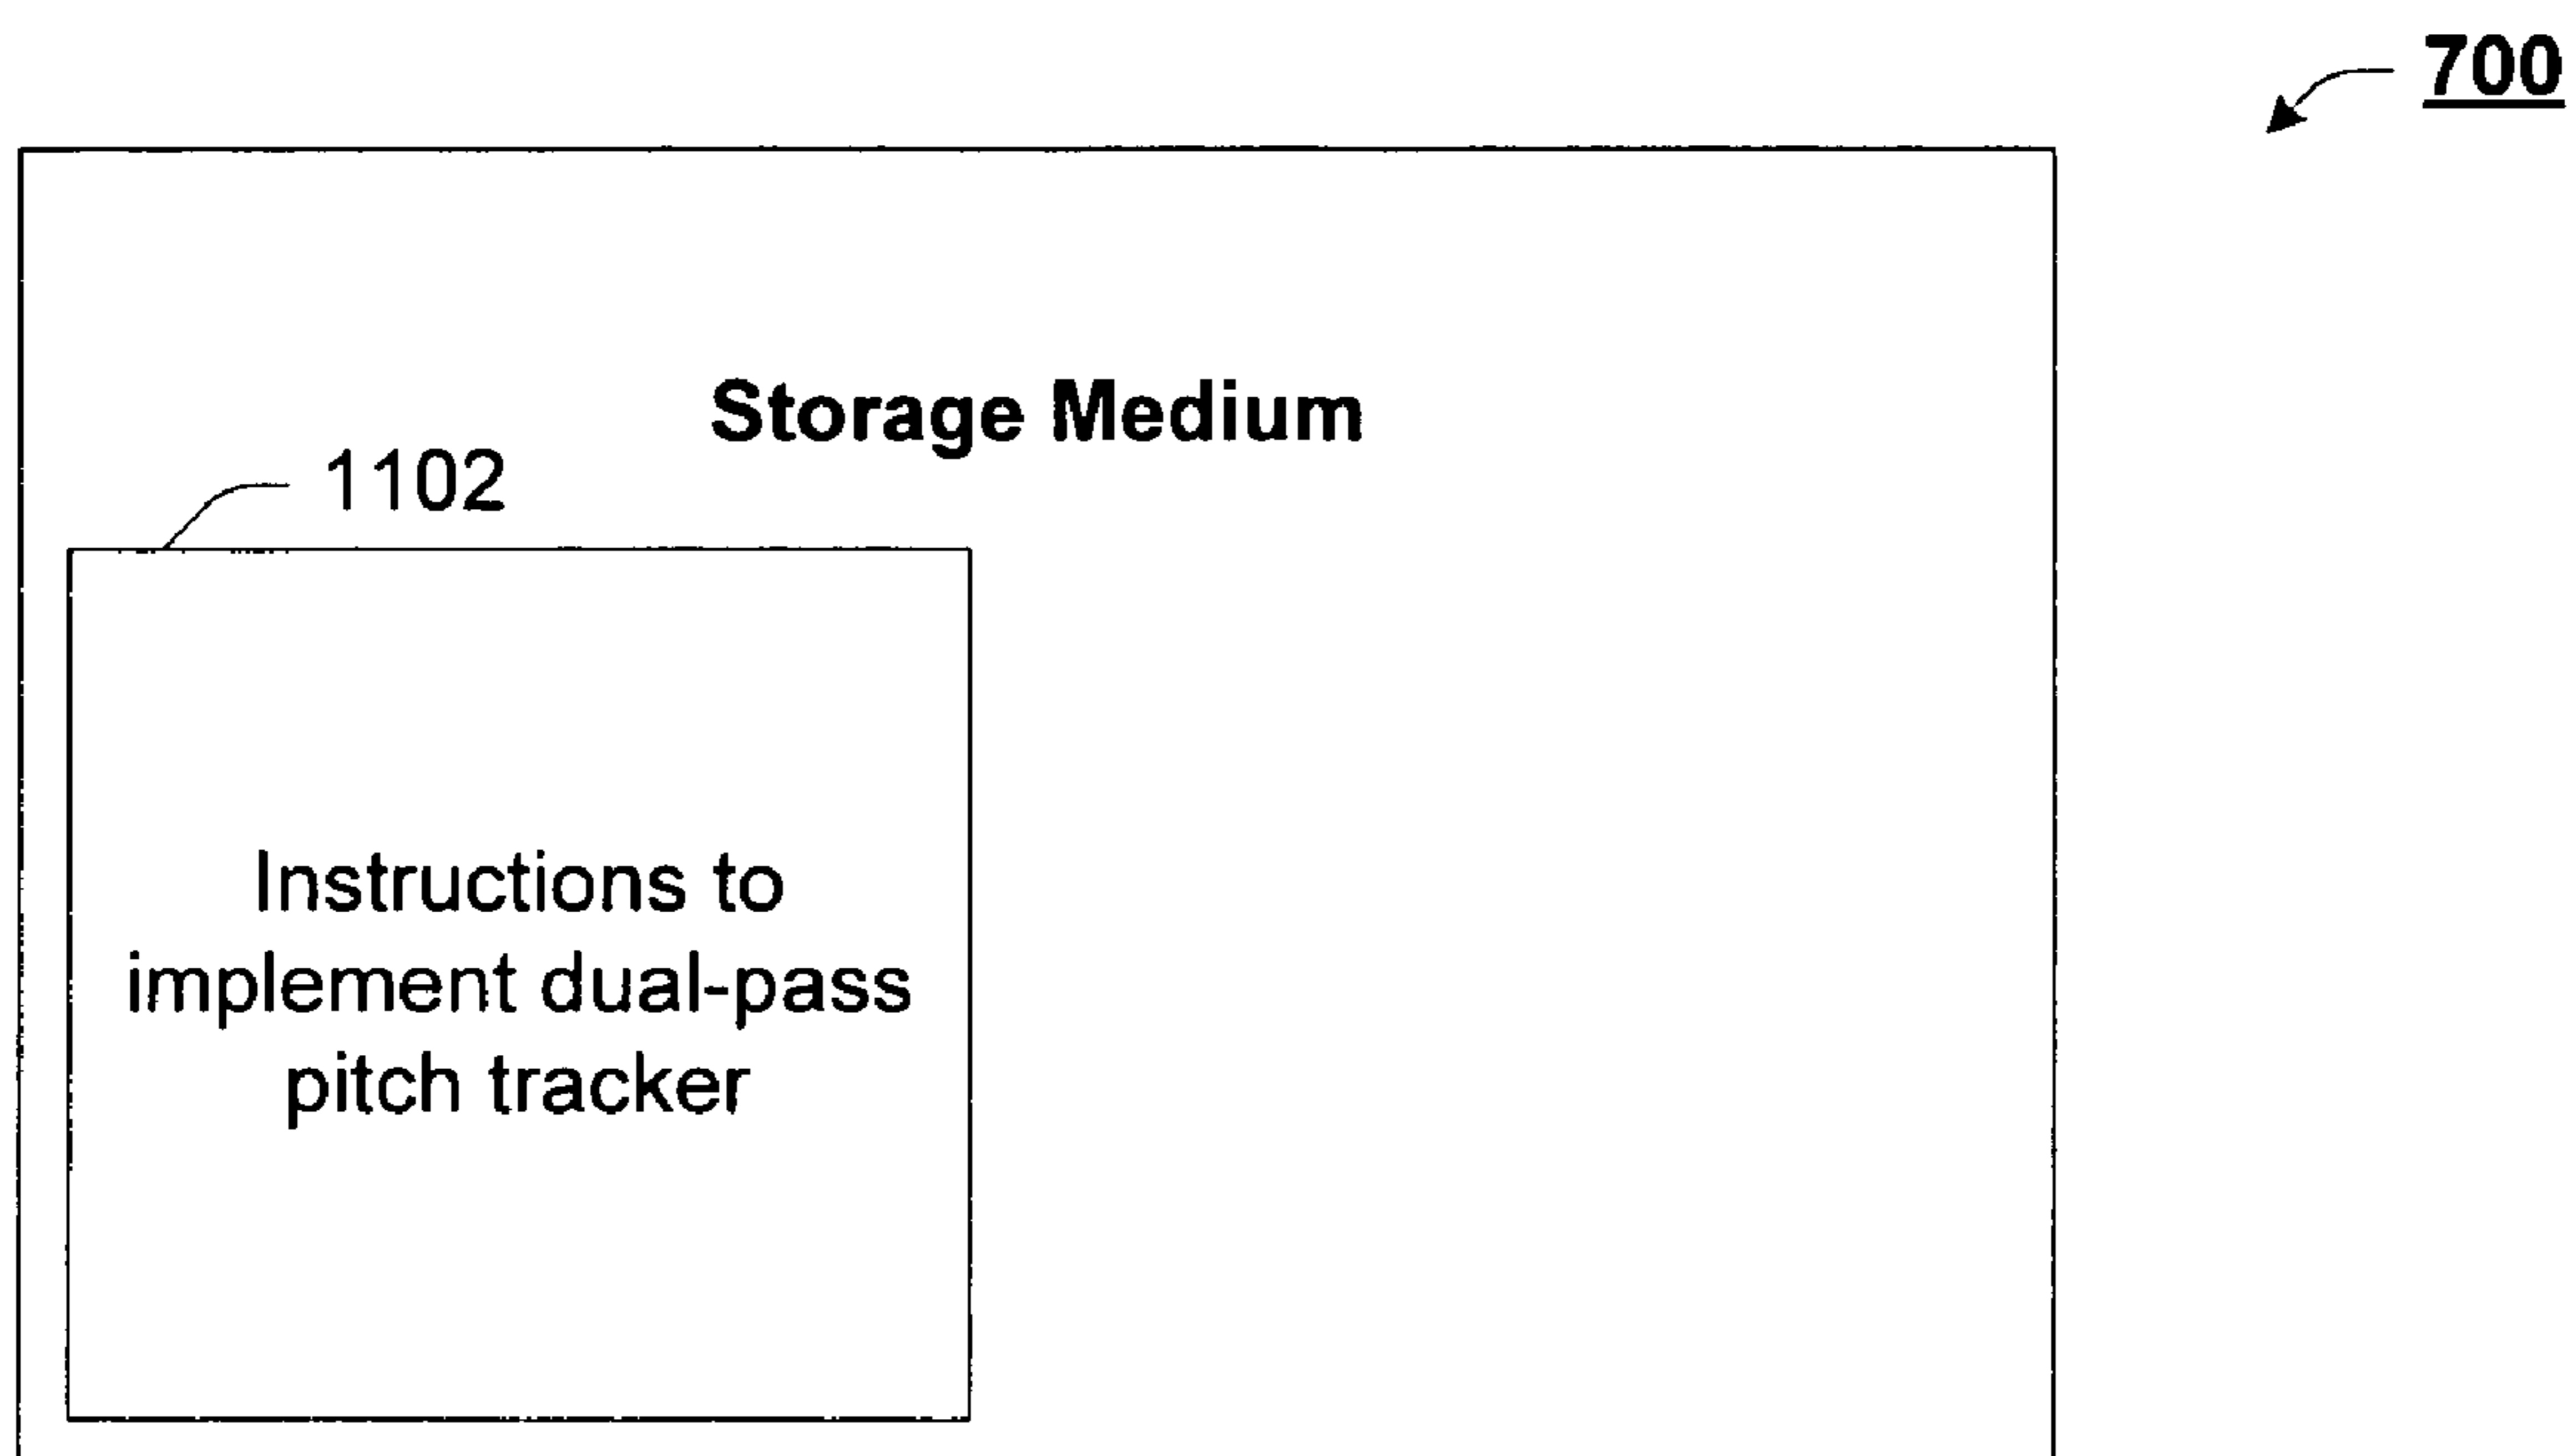 700
Storage Medium
1102
Instructions to
implement dual-pass
pitch tracker